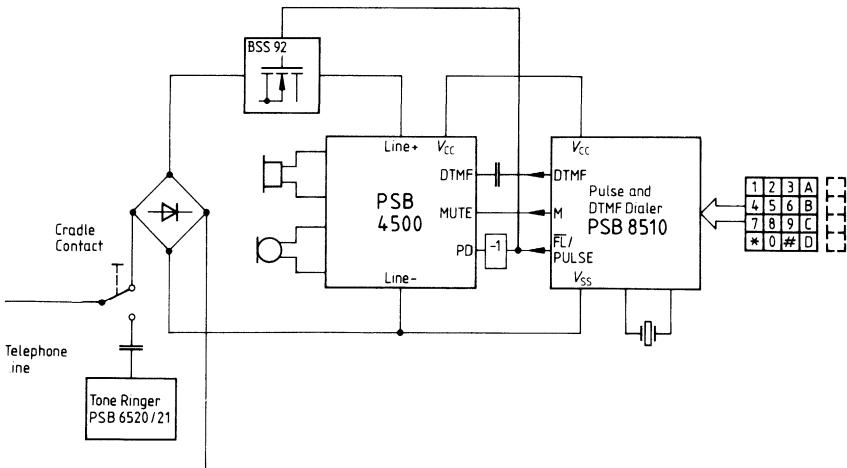 BSS 92
Line+ VCC
DTMF
PSB
4500
MUTE
PD
Line-
-1
VCC
DTMF
Pulse and
DTMF Dialer
PSB 8510
M
FL/
PULSE
VSS
1 2 3 A
4 5 6 B
7 8 9 C
* 0 # D
Cradle
Contact
Telephone
ine
Tone Ringer
PSB 6520/21